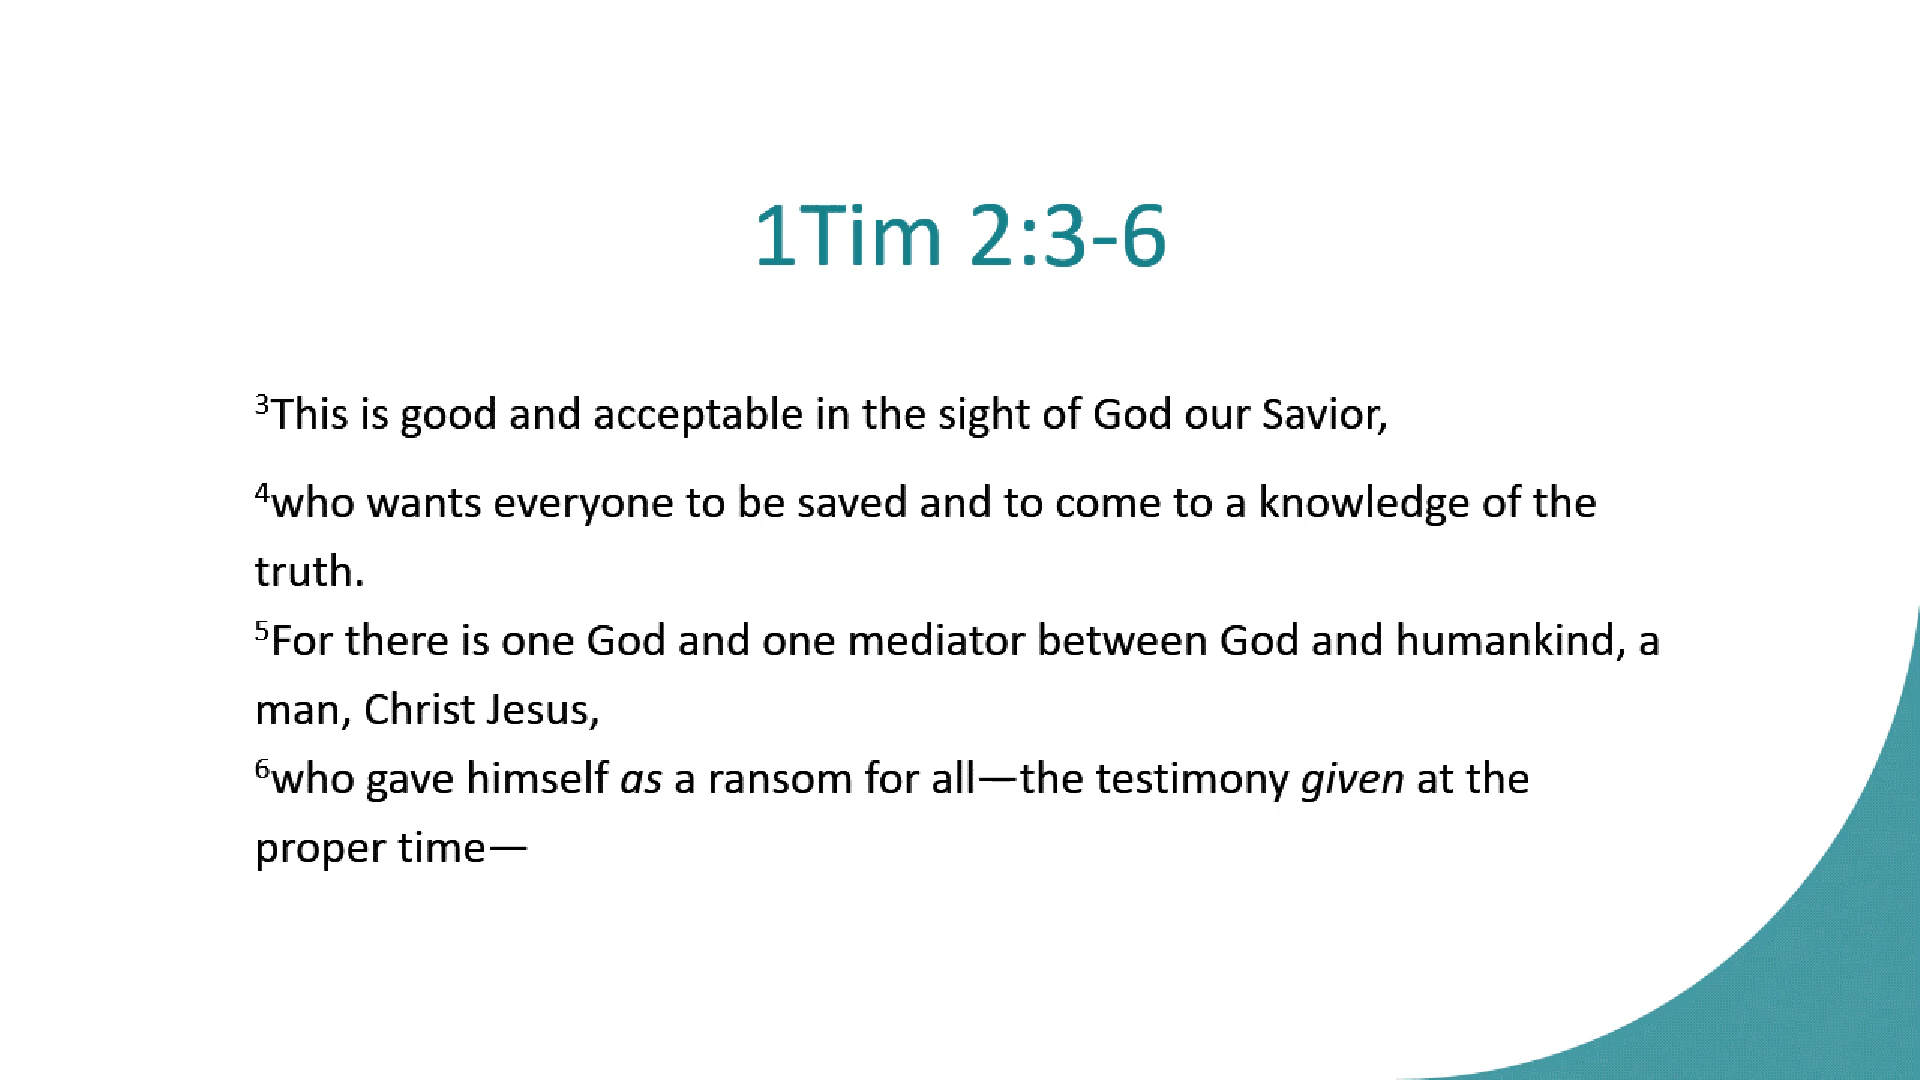 1Tim 2:3-6
³This is good and acceptable in the sight of God our Savior,
⁴who wants everyone to be saved and to come to a knowledge of the
truth.
⁵For there is one God and one mediator between God and humankind, a
man, Christ Jesus,
⁶who gave himself as a ransom for all—the testimony given at the
proper time—